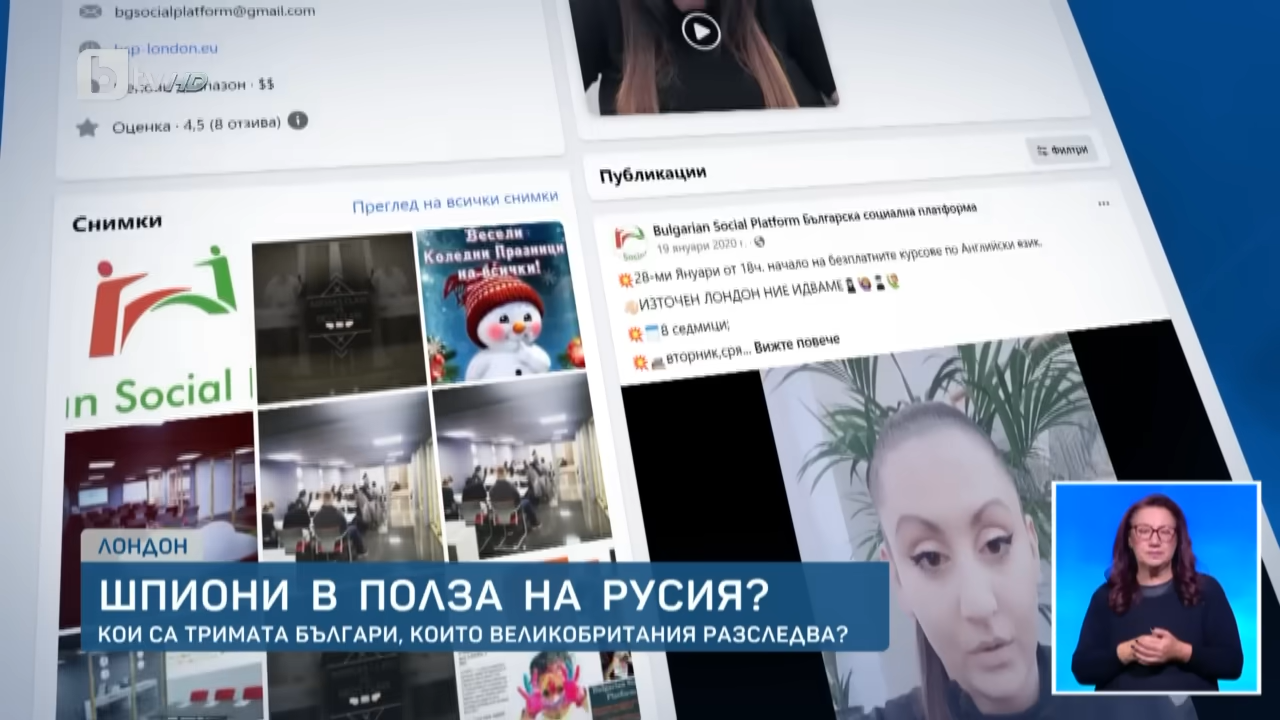 bgsocialplatform@gmail.com
bsp-london.eu
btv HD
· $$
Оценка · 4,5 (8 отзива)
Снимки
Преглед на всички снимки
an Social
Весели
Коледни Празници
на всички!
Публикации
Филтри
Bulgarian Social Platform Българска социална платформа
19 януари 2020 г.
28-ми Януари от 18ч. начало на безплатните курсове по Английски език.
ИЗТОЧЕН ЛОНДОН НИЕ ИДВАМЕ
8 седмици;
вторник,сря... Вижте повече
ЛОНДОН
ШПИОНИ В ПОЛЗА НА РУСИЯ?
КОИ СА ТРИМАТА БЪЛГАРИ, КОИТО ВЕЛИКОБРИТАНИЯ РАЗСЛЕДВА?